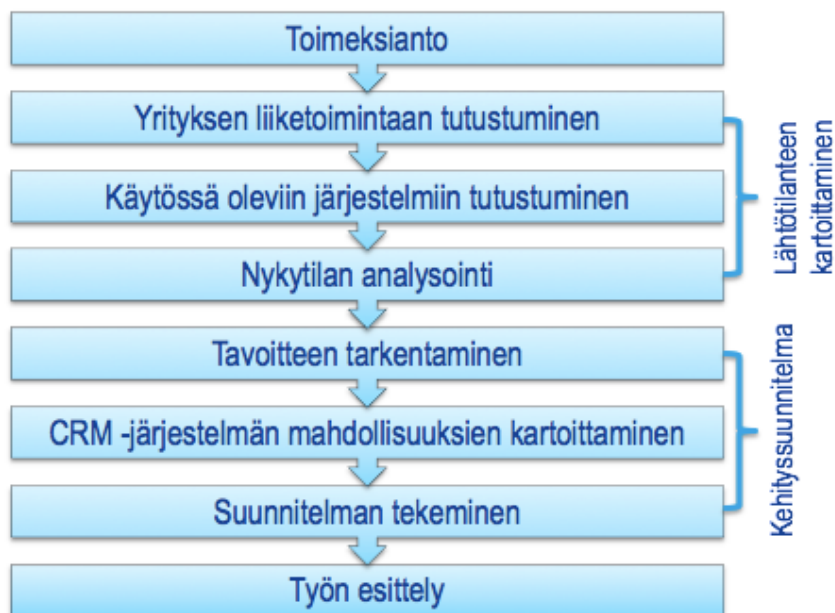 Toimeksianto
Yrityksen liiketoimintaan tutustuminen
Käytössä oleviin järjestelmiin tutustuminen
Nykytilan analysointi
Lähtötilanteen
kartoittaminen
Tavoitteen tarkentaminen
CRM -järjestelmän mahdollisuuksien kartoittaminen
Suunnitelman tekeminen
Kehityssuunnitelma
Työn esittely